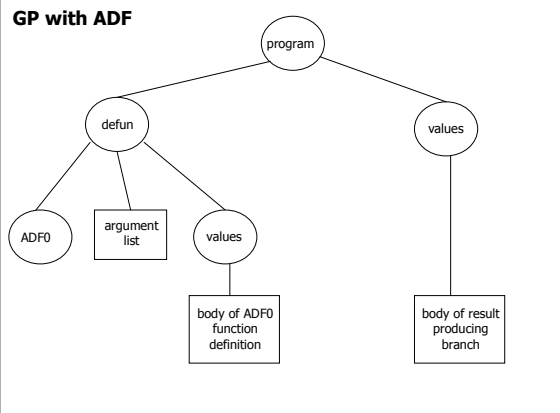 GP with ADF
program
defun
values
ADF0
argument
list
values
body of ADF0
function
definition
body of result
producing
branch